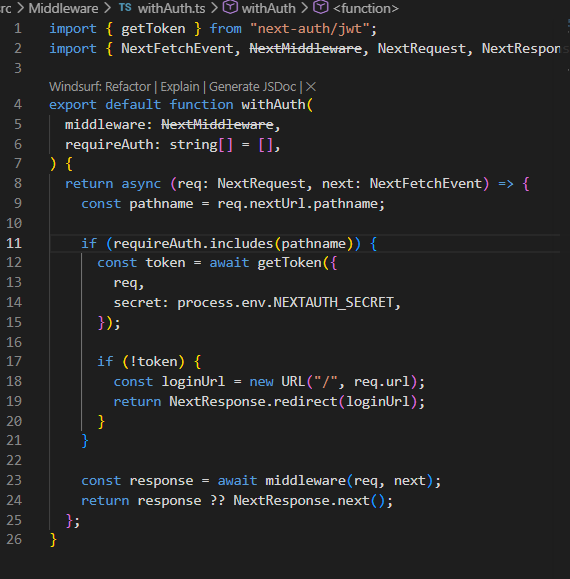 src > Middleware > TS withAuth.ts > withAuth > <function>
1 import { getToken } from "next-auth/jwt";
2 import { NextFetchEvent, NextMiddleware, NextRequest, NextRespon
3
Windsurf: Refactor | Explain | Generate JSDoc | X
4 export default function withAuth(
5   middleware: NextMiddleware,
6   requireAuth: string[] = [],
7 ) {
8   return async (req: NextRequest, next: NextFetchEvent) => {
9     const pathname = req.nextUrl.pathname;
10
11     if (requireAuth.includes(pathname)) {
12       const token = await getToken({
13         req,
14         secret: process.env.NEXTAUTH_SECRET,
15       });
16
17       if (!token) {
18         const loginUrl = new URL("/", req.url);
19         return NextResponse.redirect(loginUrl);
20       }
21     }
22
23     const response = await middleware(req, next);
24     return response ?? NextResponse.next();
25   };
26 }